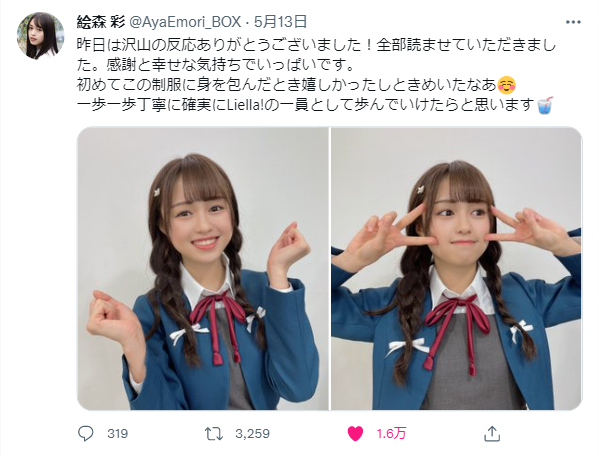 絵森 彩 @AyaEmori_BOX · 5月13日
昨日は沢山の反応ありがとうございました！全部読ませていただきまし
た。感謝と幸せな気持ちでいっぱいです。
初めてこの制服に身を包んだとき嬉しかったしときめいたなあ☺️
一歩一歩丁寧に確実にLiella!の一員として歩んでいけたらと思います🥤
319 3,259 1.6万